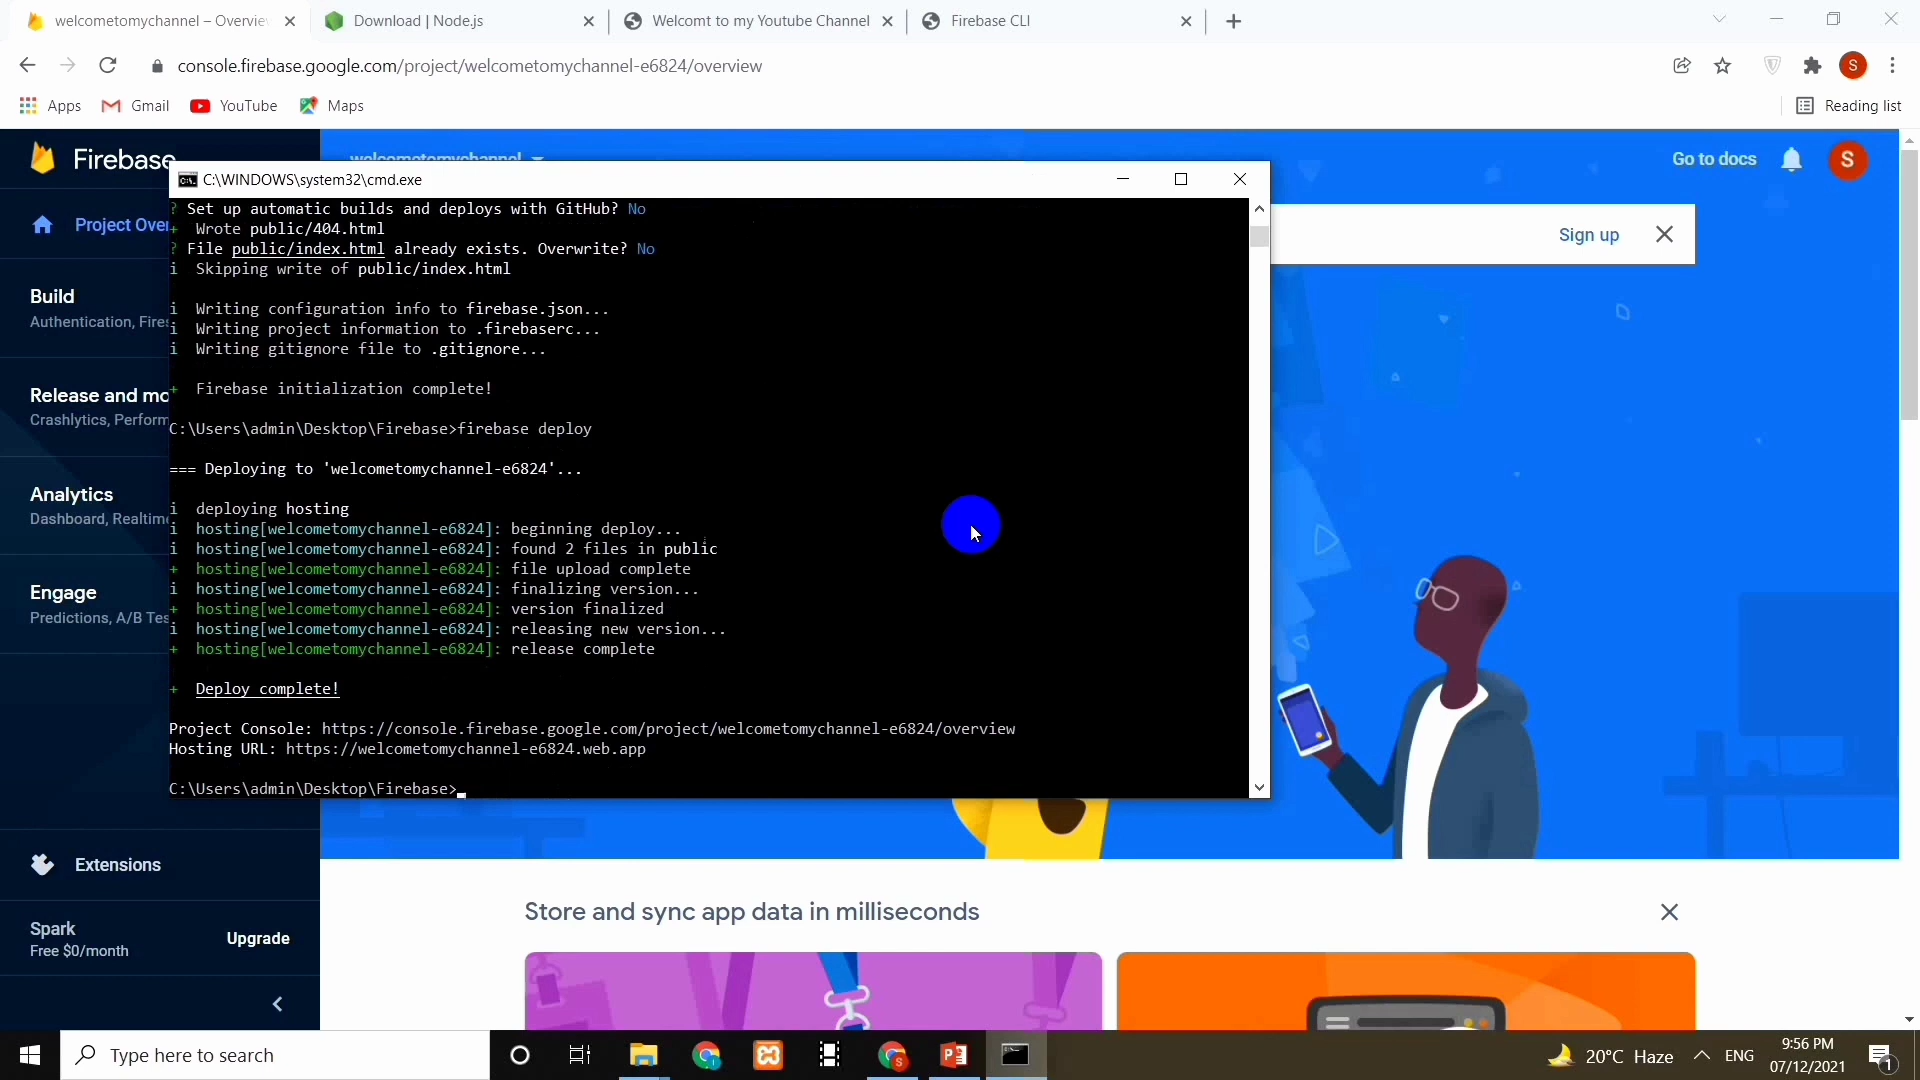 welcometomychannel – Overvie
Download | Node.js
Welcomt to my Youtube Channel
Firebase CLI
console.firebase.google.com/project/welcometomychannel-e6824/overview
S
Apps
Gmail
YouTube
Maps
Reading list
Firebase
welcometomychannel
Go to docs
S
C:\WINDOWS\system32\cmd.exe
Project Over
Sign up
Build
Authentication, Fires
Release and mo
Crashlytics, Perform
Analytics
Dashboard, Realtime
Engage
Predictions, A/B Tes
? Set up automatic builds and deploys with GitHub? No
+ Wrote public/404.html
? File public/index.html already exists. Overwrite? No
i Skipping write of public/index.html
i Writing configuration info to firebase.json...
i Writing project information to .firebaserc...
i Writing gitignore file to .gitignore...
+ Firebase initialization complete!
C:\Users\admin\Desktop\Firebase>firebase deploy
=== Deploying to 'welcometomychannel-e6824'...
i deploying hosting
i hosting[welcometomychannel-e6824]: beginning deploy...
i hosting[welcometomychannel-e6824]: found 2 files in public
+ hosting[welcometomychannel-e6824]: file upload complete
i hosting[welcometomychannel-e6824]: finalizing version...
+ hosting[welcometomychannel-e6824]: version finalized
i hosting[welcometomychannel-e6824]: releasing new version...
+ hosting[welcometomychannel-e6824]: release complete
+ Deploy complete!
Project Console: https://console.firebase.google.com/project/welcometomychannel-e6824/overview
Hosting URL: https://welcometomychannel-e6824.web.app
C:\Users\admin\Desktop\Firebase>
Extensions
Spark
Free $0/month
Upgrade
Store and sync app data in milliseconds
Type here to search
20°C Haze
ENG
9:56 PM
07/12/2021
1